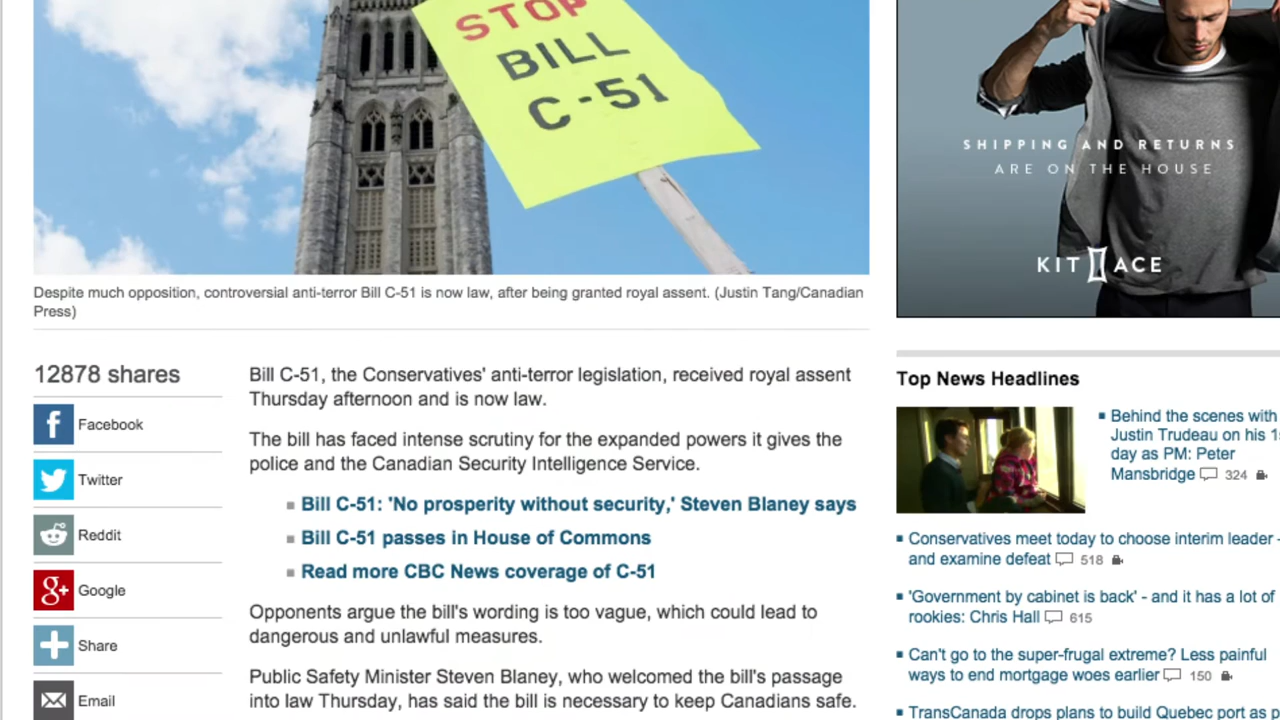 STOP
BILL
C-51
Despite much opposition, controversial anti-terror Bill C-51 is now law, after being granted royal assent. (Justin Tang/Canadian
Press)
12878 shares
Facebook
Twitter
Reddit
Google
Share
Email
Bill C-51, the Conservatives' anti-terror legislation, received royal assent
Thursday afternoon and is now law.
The bill has faced intense scrutiny for the expanded powers it gives the
police and the Canadian Security Intelligence Service.
Bill C-51: 'No prosperity without security,' Steven Blaney says
Bill C-51 passes in House of Commons
Read more CBC News coverage of C-51
Opponents argue the bill's wording is too vague, which could lead to
dangerous and unlawful measures.
Public Safety Minister Steven Blaney, who welcomed the bill's passage
into law Thursday, has said the bill is necessary to keep Canadians safe.
SHIPPING AND RETURNS
ARE ON THE HOUSE
KIT ACE
Top News Headlines
Behind the scenes with
Justin Trudeau on his
day as PM: Peter
Mansbridge 324
Conservatives meet today to choose interim leader -
and examine defeat 518
'Government by cabinet is back' - and it has a lot of
rookies: Chris Hall 615
Can't go to the super-frugal extreme? Less painful
ways to end mortgage woes earlier 150
TransCanada drops plans to build Quebec port as